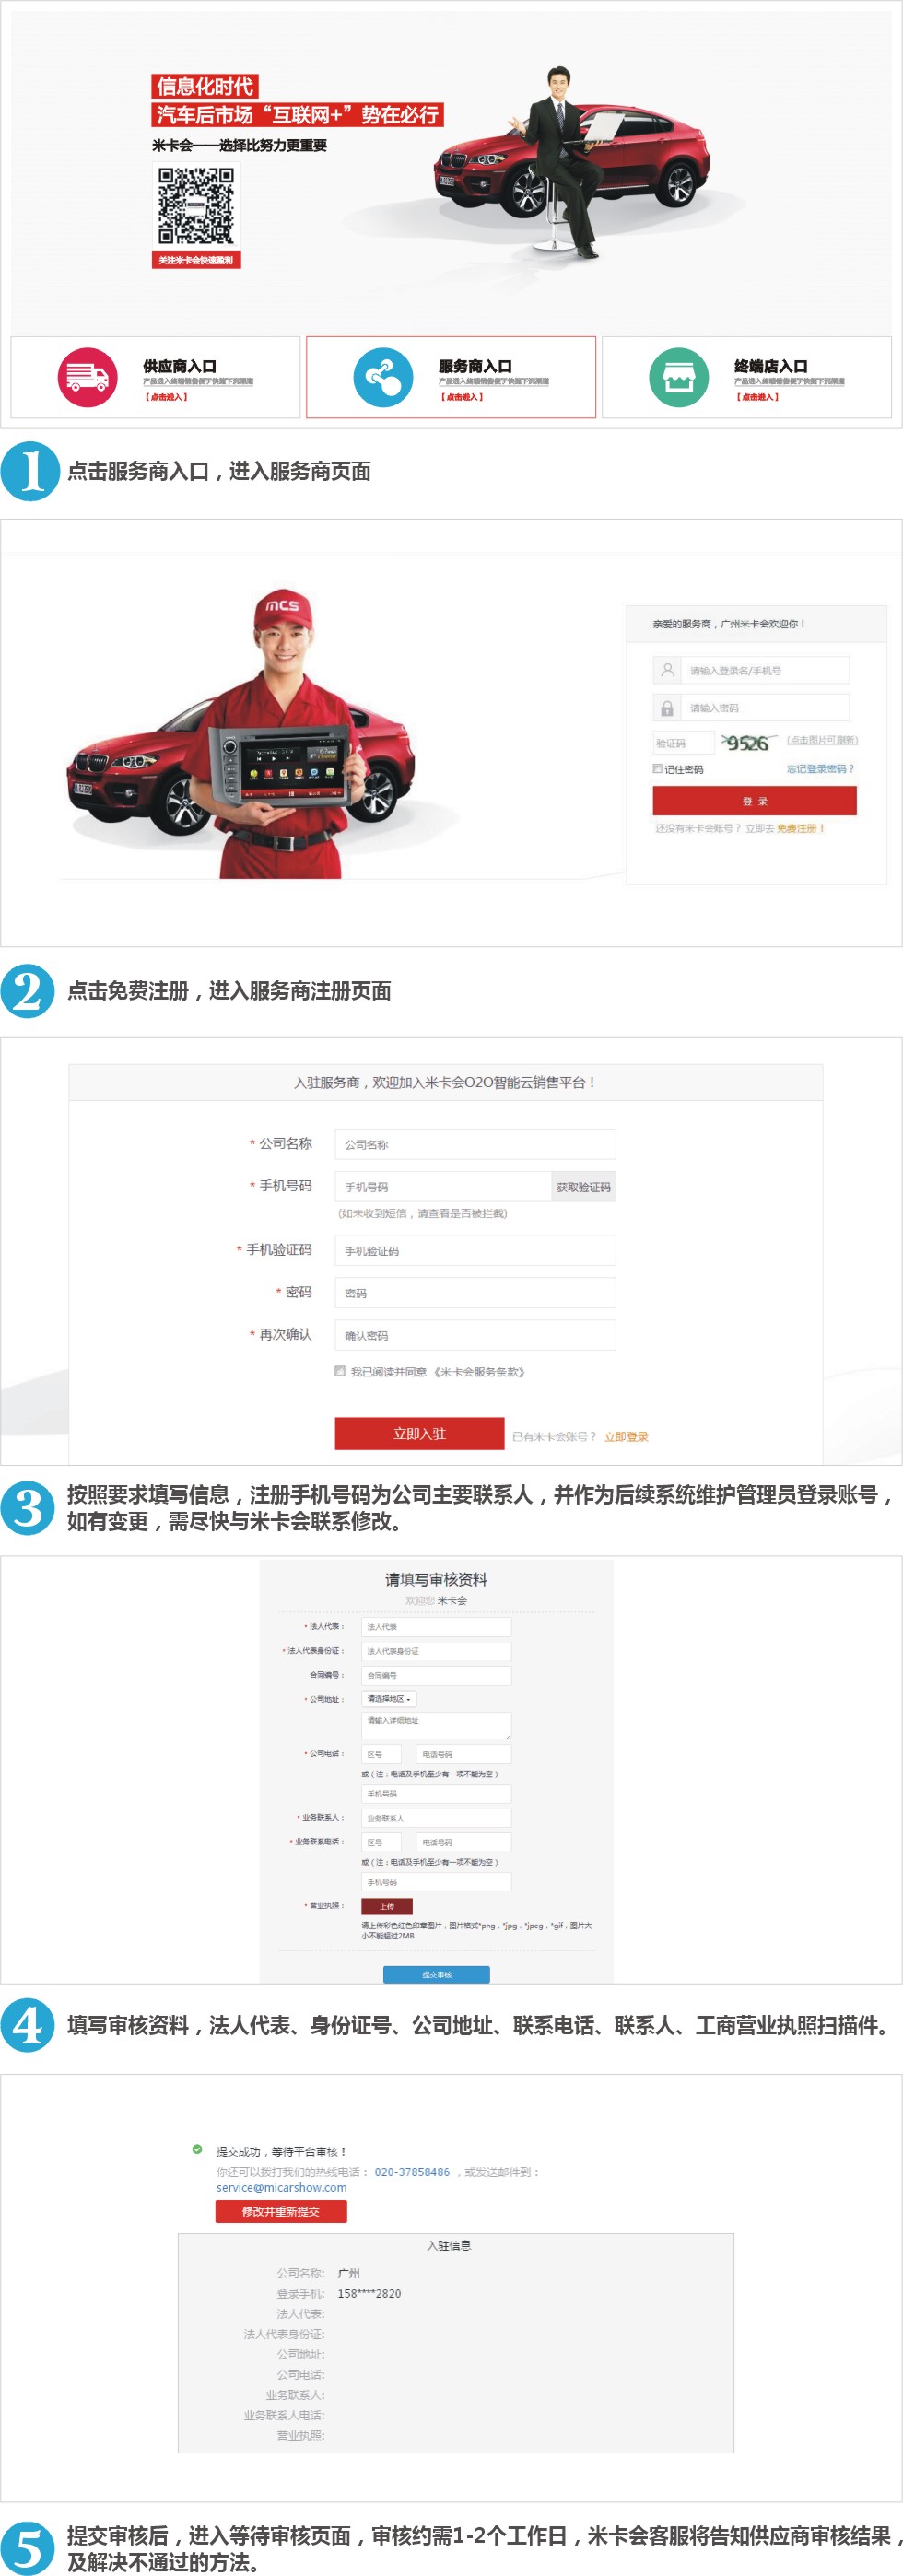 信息化时代
汽车后市场“互联网+”势在必行
米卡会——选择比努力更重要
关注米卡会快速盈利
供应商入口
【点击进入】
服务商入口
【点击进入】
终端店入口
【点击进入】
1 点击服务商入口，进入服务商页面
MCS
亲爱的服务商，广州米卡会欢迎你！
请输入登录名/手机号
请输入密码
验证码 9526 (点击图片可刷新)
记住密码 忘记登录密码？
登 录
还没有米卡会账号？ 立即去 免费注册！
2 点击免费注册，进入服务商注册页面
入驻服务商，欢迎加入米卡会O2O智能云销售平台！
* 公司名称 公司名称
* 手机号码 手机号码 获取验证码
(如未收到短信，请查看是否被拦截)
* 手机验证码 手机验证码
* 密码 密码
* 再次确认 确认密码
我已阅读并同意《米卡会服务条款》
立即入驻 已有米卡会账号？ 立即登录
3 按照要求填写信息，注册手机号码为公司主要联系人，并作为后续系统维护管理员登录账号，
如有变更，需尽快与米卡会联系修改。
请填写审核资料
欢迎您 米卡会
* 法人代表： 法人代表
* 法人代表身份证： 法人代表身份证
合同编号： 合同编号
* 公司地址： 请选择地区
请输入详细地址
* 公司电话： 区号 电话号码
或（注：电话及手机至少有一项不能为空）
手机号码
* 业务联系人： 业务联系人
* 业务联系电话： 区号 电话号码
或（注：电话及手机至少有一项不能为空）
手机号码
* 营业执照： 上传
请上传彩色红色印章图片，图片格式*png，*jpg，*jpeg，*gif，图片大
小不能超过2MB
提交审核
4 填写审核资料，法人代表、身份证号、公司地址、联系电话、联系人、工商营业执照扫描件。
提交成功，等待平台审核！
你还可以拨打我们的热线电话： 020-37858486 ，或发送邮件到：
service@micarshow.com
修改并重新提交
入驻信息
公司名称: 广州
登录手机: 158****2820
法人代表:
法人代表身份证:
公司地址:
公司电话:
业务联系人:
业务联系人电话:
营业执照:
5 提交审核后，进入等待审核页面，审核约需1-2个工作日，米卡会客服将告知供应商审核结果，
及解决不通过的方法。